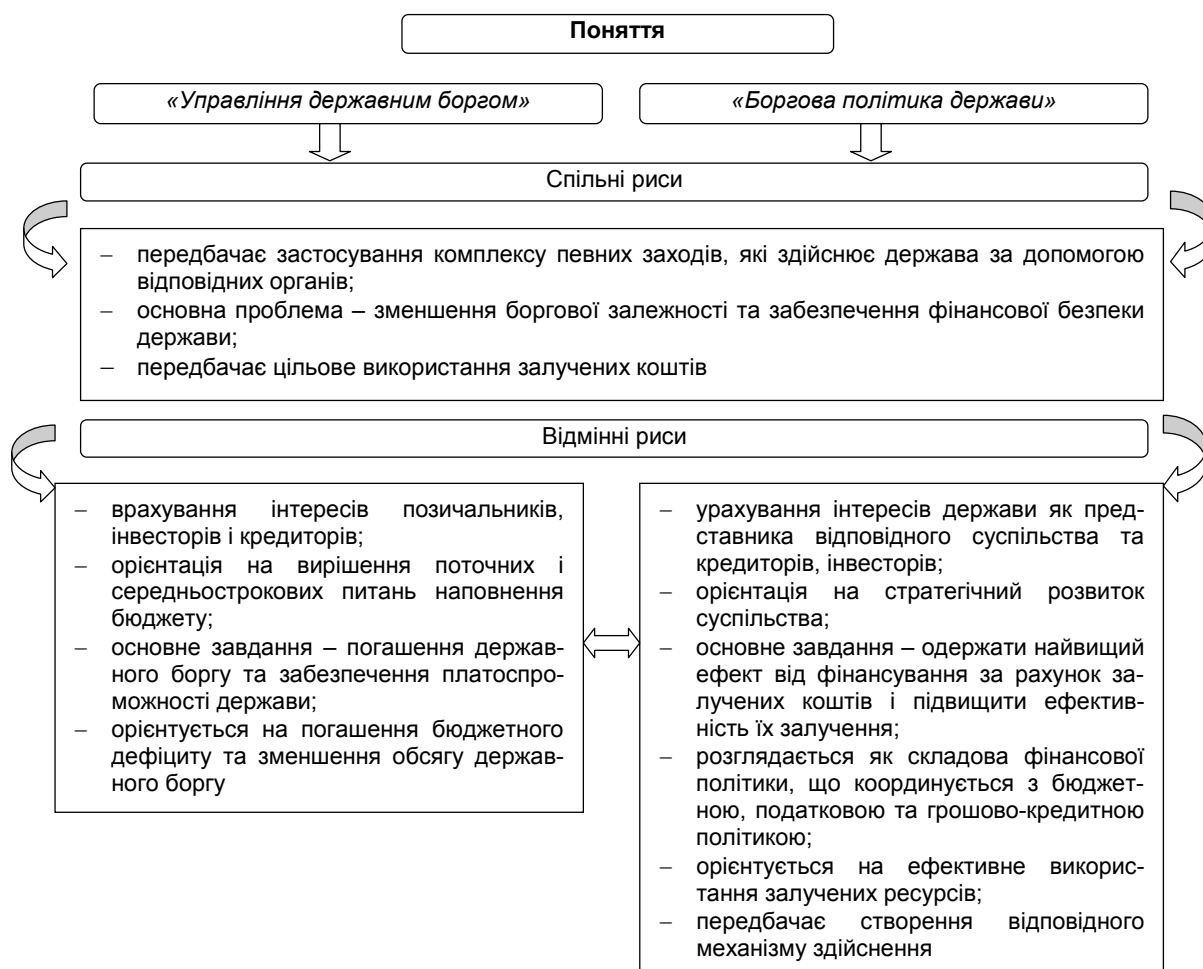 Поняття
«Управління державним боргом»
«Боргова політика держави»
Спільні риси
– передбачає застосування комплексу певних заходів, які здійснює держава за допомогою
відповідних органів;
– основна проблема – зменшення боргової залежності та забезпечення фінансової безпеки
держави;
– передбачає цільове використання залучених коштів
Відмінні риси
– врахування інтересів позичальників,
інвесторів і кредиторів;
– орієнтація на вирішення поточних і
середньострокових питань наповнення
бюджету;
– основне завдання – погашення держав-
ного боргу та забезпечення платоспро-
можності держави;
– орієнтується на погашення бюджетного
дефіциту та зменшення обсягу держав-
ного боргу
– урахування інтересів держави як пред-
ставника відповідного суспільства та
кредиторів, інвесторів;
– орієнтація на стратегічний розвиток
суспільства;
– основне завдання – одержати найвищий
ефект від фінансування за рахунок за-
лучених коштів і підвищити ефектив-
ність їх залучення;
– розглядається як складова фінансової
політики, що координується з бюджет-
ною, податковою та грошово-кредитною
політикою;
– орієнтується на ефективне викорис-
тання залучених ресурсів;
– передбачає створення відповідного
механізму здійснення